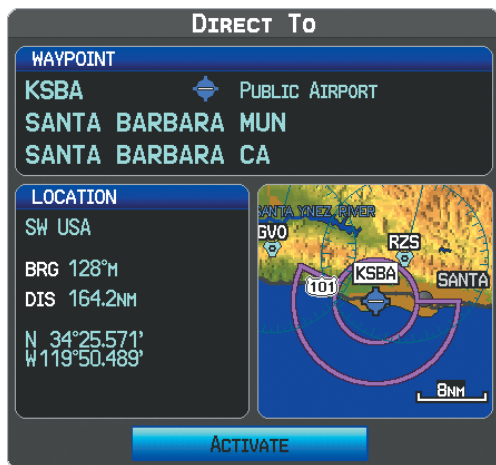 DIRECT TO
WAYPOINT
KSBA PUBLIC AIRPORT
SANTA BARBARA MUN
SANTA BARBARA CA
LOCATION
SW USA
BRG 128°M
DIS 164.2NM
N 34°25.571'
W119°50.489'
SANTA YNEZ RIVER
GVO
RZS
KSBA
101
SANTA
8NM
ACTIVATE